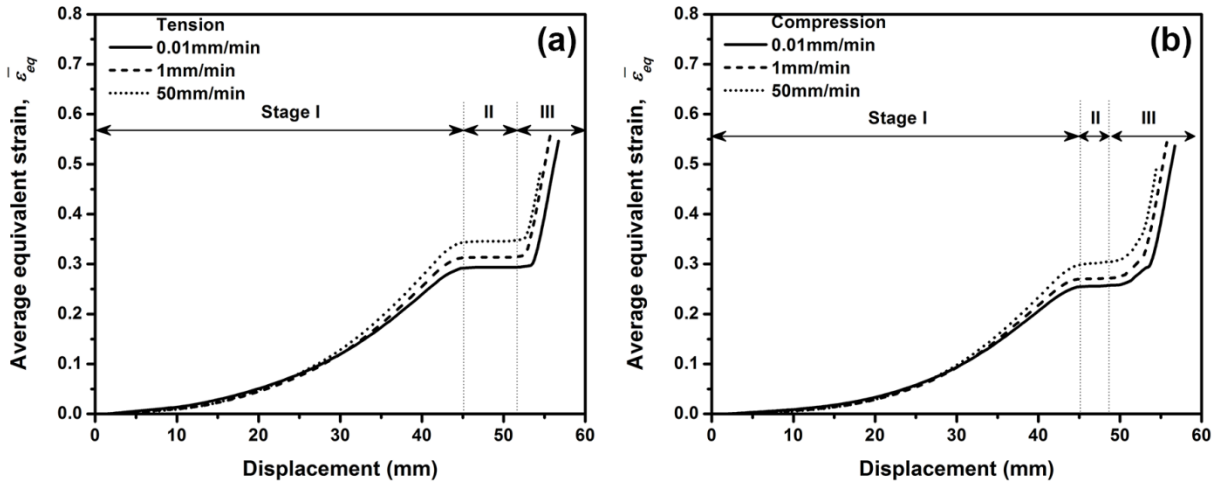 (a)
Tension
0.01mm/min
1mm/min
50mm/min
Stage I
II
III
0.8
0.7
0.6
0.5
0.4
0.3
0.2
0.1
0.0
Average equivalent strain, ε̅eq
0 10 20 30 40 50 60
Displacement (mm)
(b)
Compression
0.01mm/min
1mm/min
50mm/min
Stage I
II
III
0.8
0.7
0.6
0.5
0.4
0.3
0.2
0.1
0.0
Average equivalent strain, ε̅eq
0 10 20 30 40 50 60
Displacement (mm)